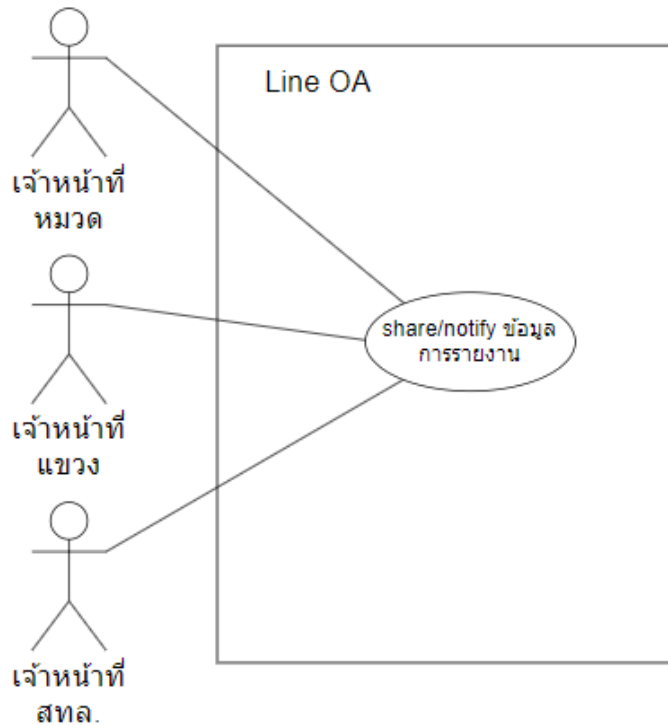 Line OA
เจ้าหน้าที่
หมวด
share/notify ข้อมูล
การรายงาน
เจ้าหน้าที่
แขวง
เจ้าหน้าที่
สทล.